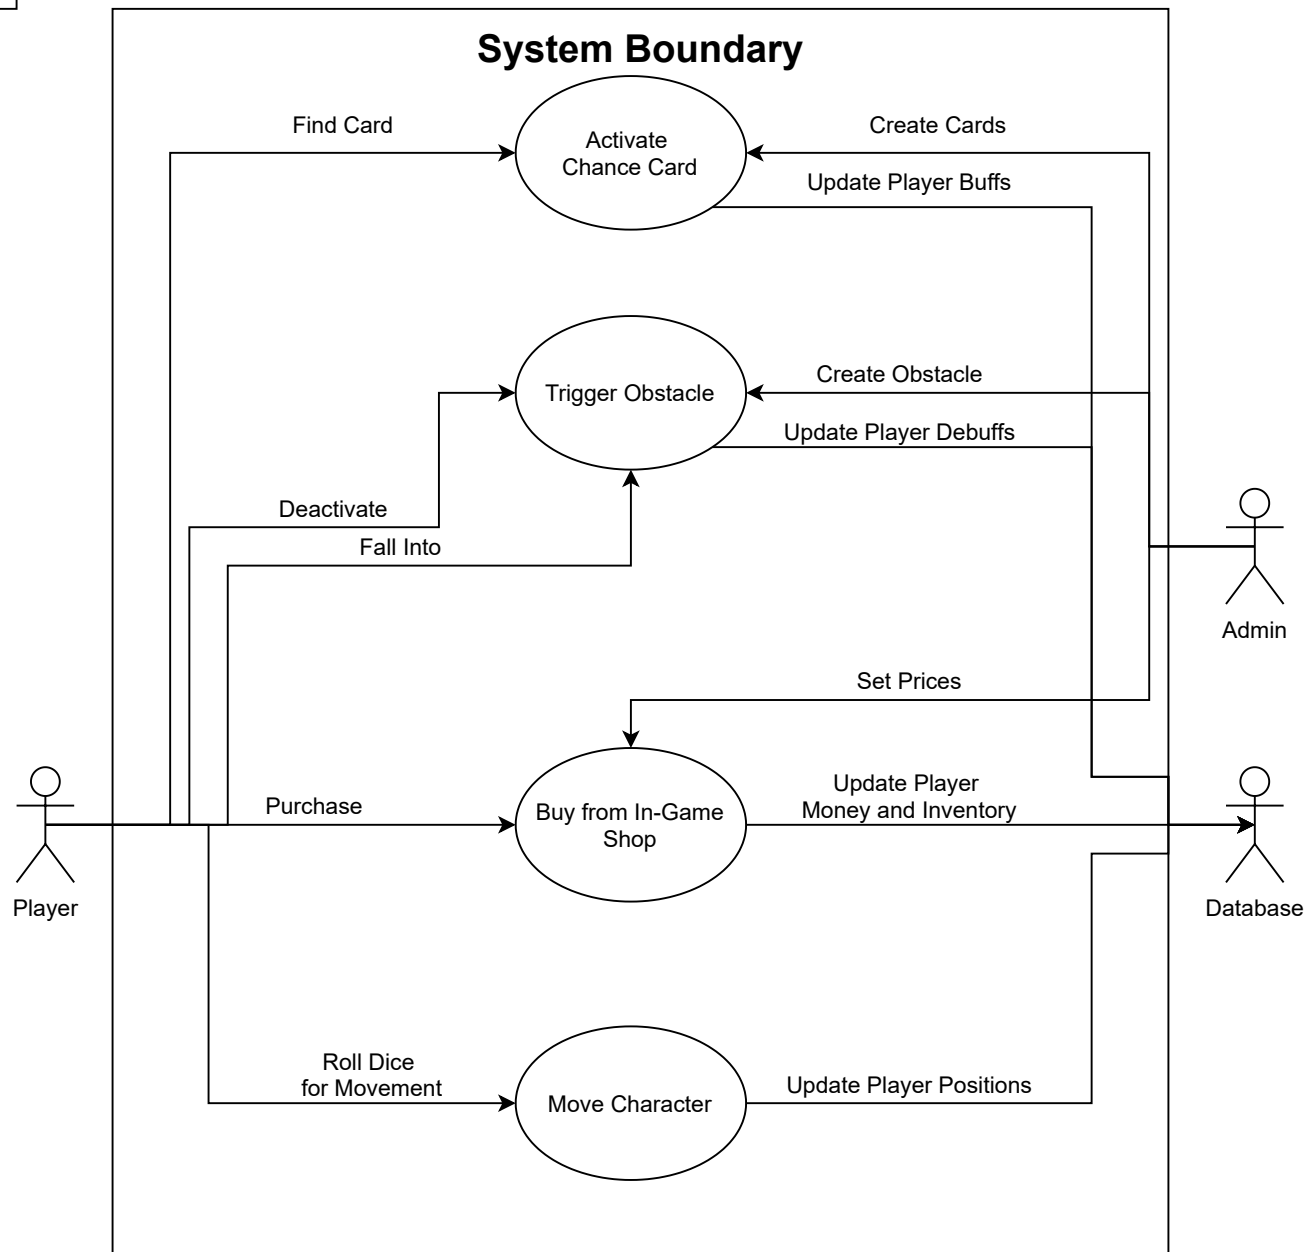 System Boundary
Find Card
Activate
Chance Card
Create Cards
Update Player Buffs
Trigger Obstacle
Create Obstacle
Update Player Debuffs
Deactivate
Fall Into
Admin
Set Prices
Purchase
Buy from In-Game
Shop
Update Player
Money and Inventory
Player
Database
Roll Dice
for Movement
Move Character
Update Player Positions